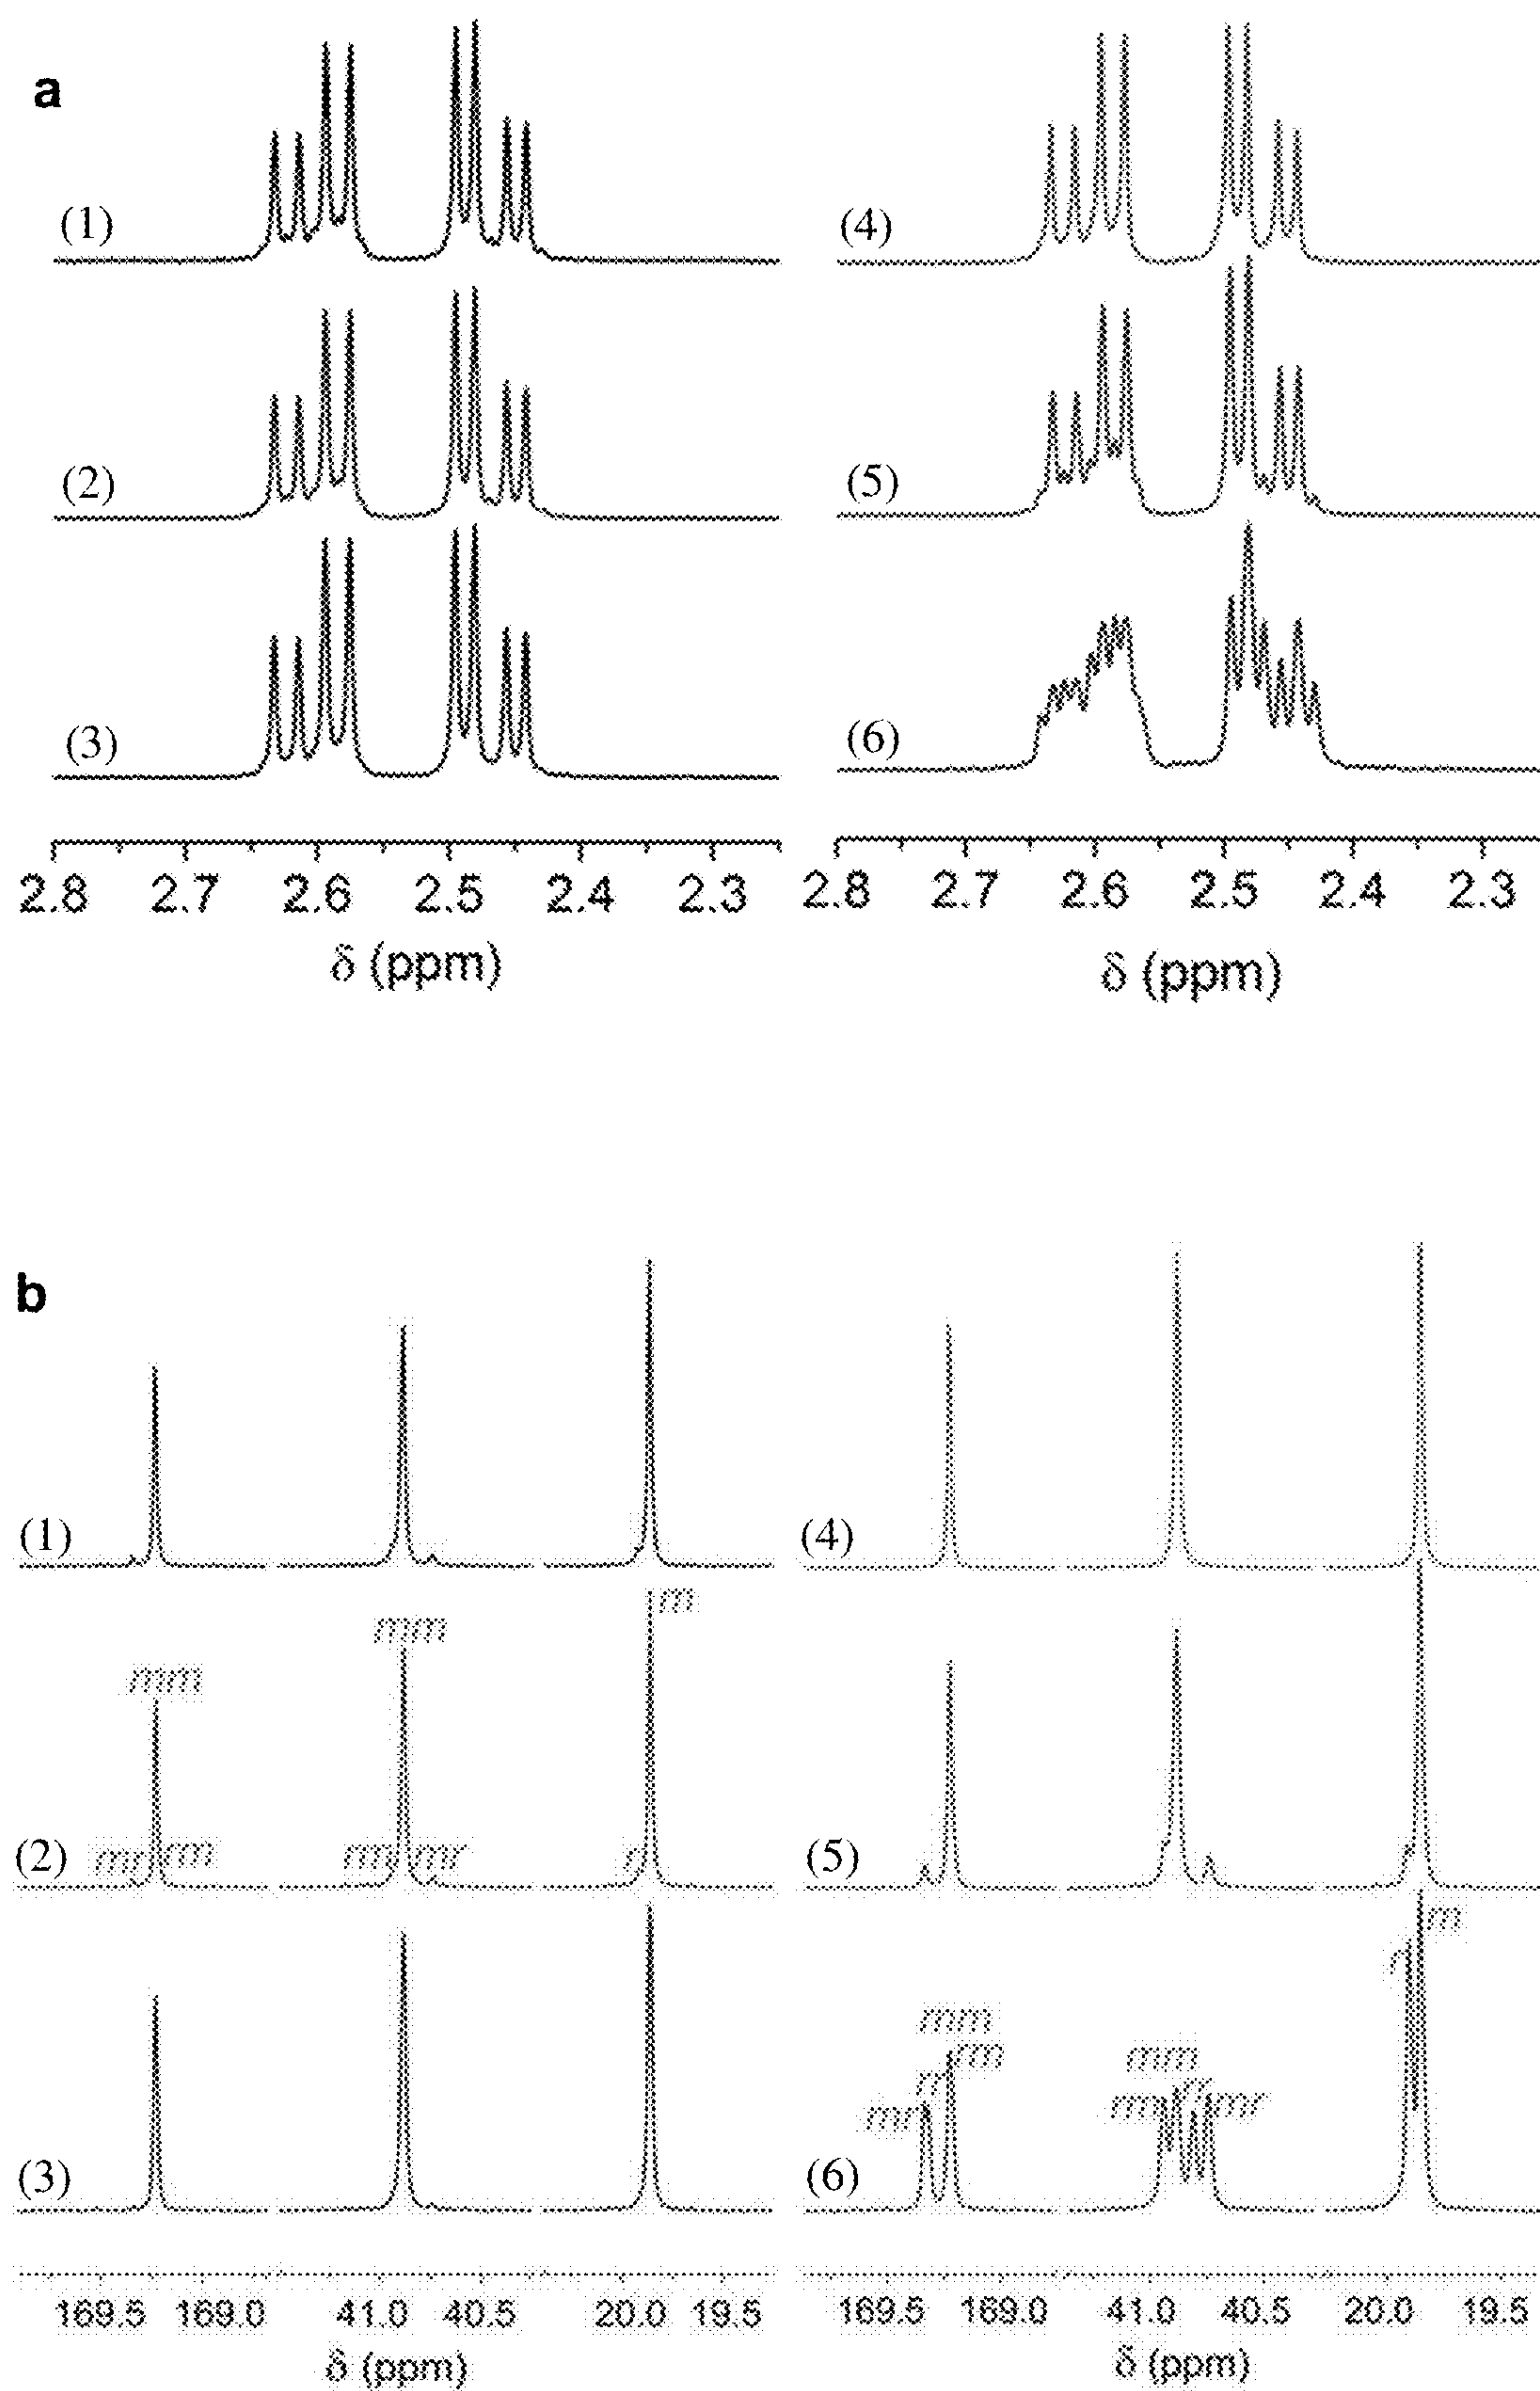 a
(1)
(4)
(2)
(5)
(3)
(6)
2.8 2.7 2.6 2.5 2.4 2.3
2.8 2.7 2.6 2.5 2.4 2.3
δ (ppm)
δ (ppm)
b
(1)
(4)
m
mm
mm
(2)
mr
rm
mr
r
(5)
m
r
mm
rm
mm
mr
mr
(3)
(6)
169.5 169.0 41.0 40.5 20.0 19.5
169.5 169.0 41.0 40.5 20.0 19.5
δ (ppm)
δ (ppm)